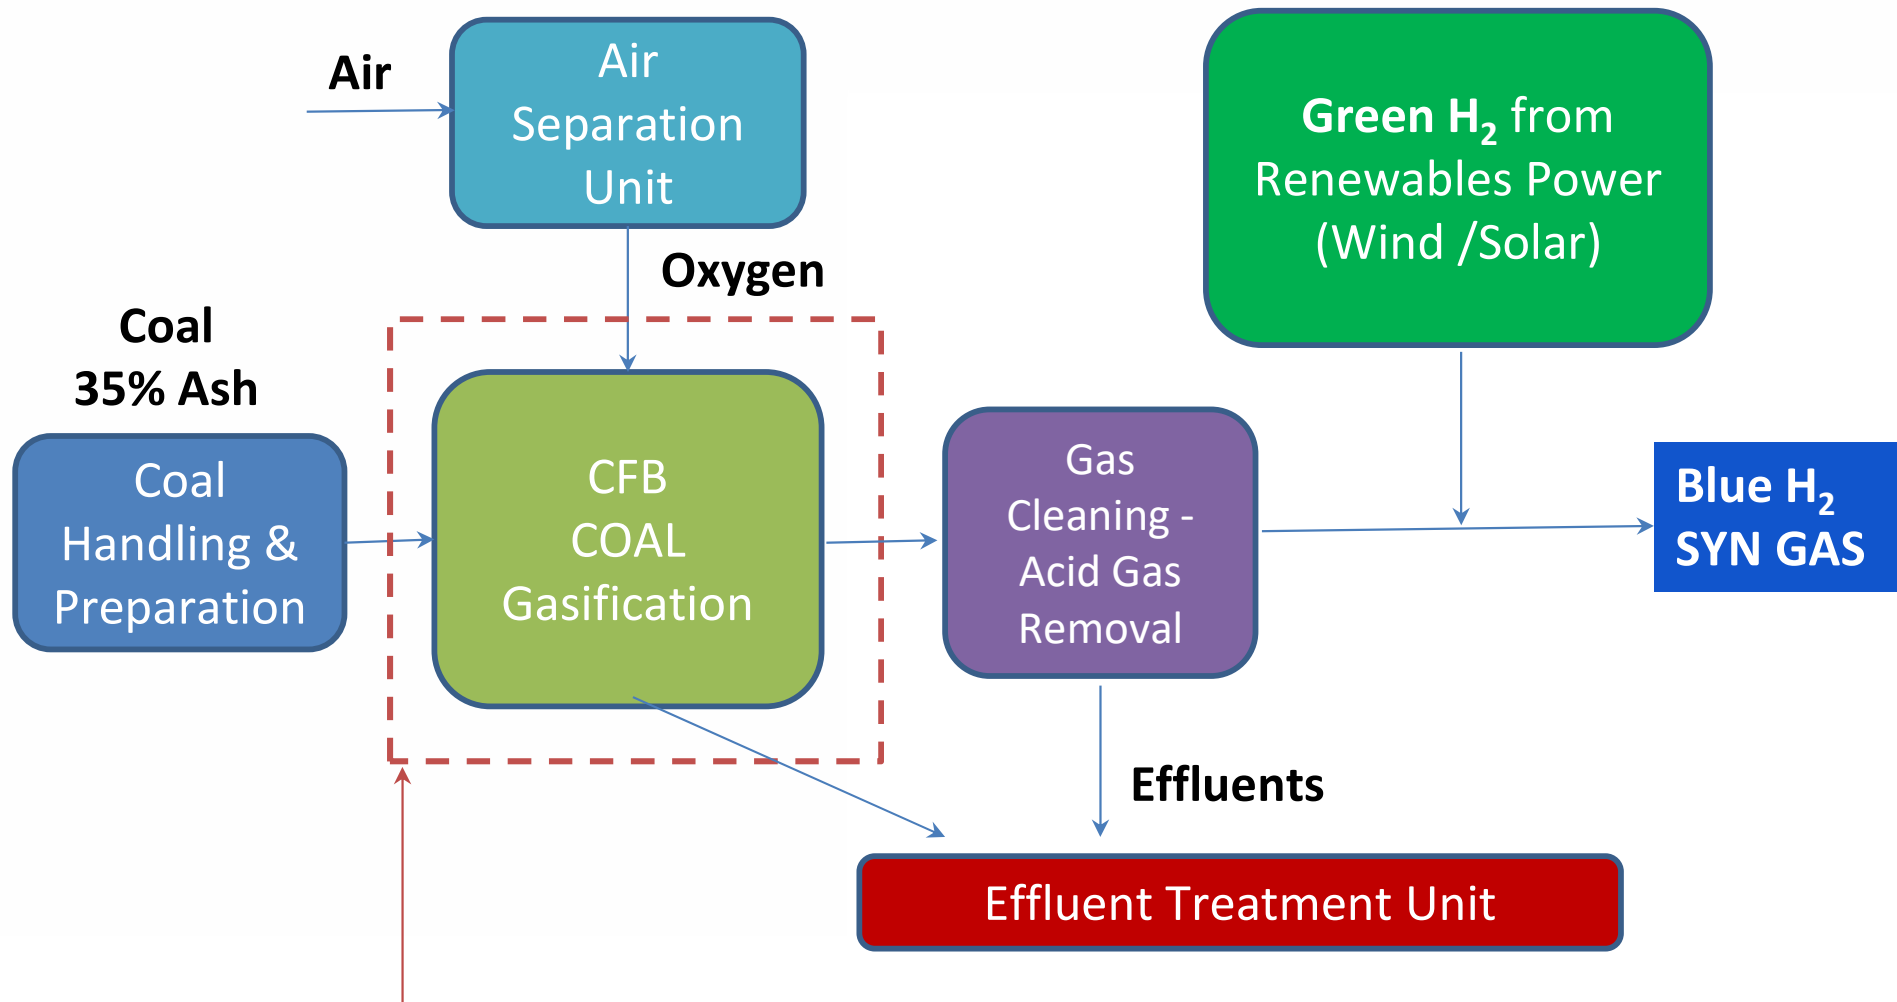 Air
Air
Separation
Unit
Green H₂ from
Renewables Power
(Wind /Solar)
Oxygen
Coal
35% Ash
Coal
Handling &
Preparation
CFB
COAL
Gasification
Gas
Cleaning -
Acid Gas
Removal
Blue H₂
SYN GAS
Effluents
Effluent Treatment Unit